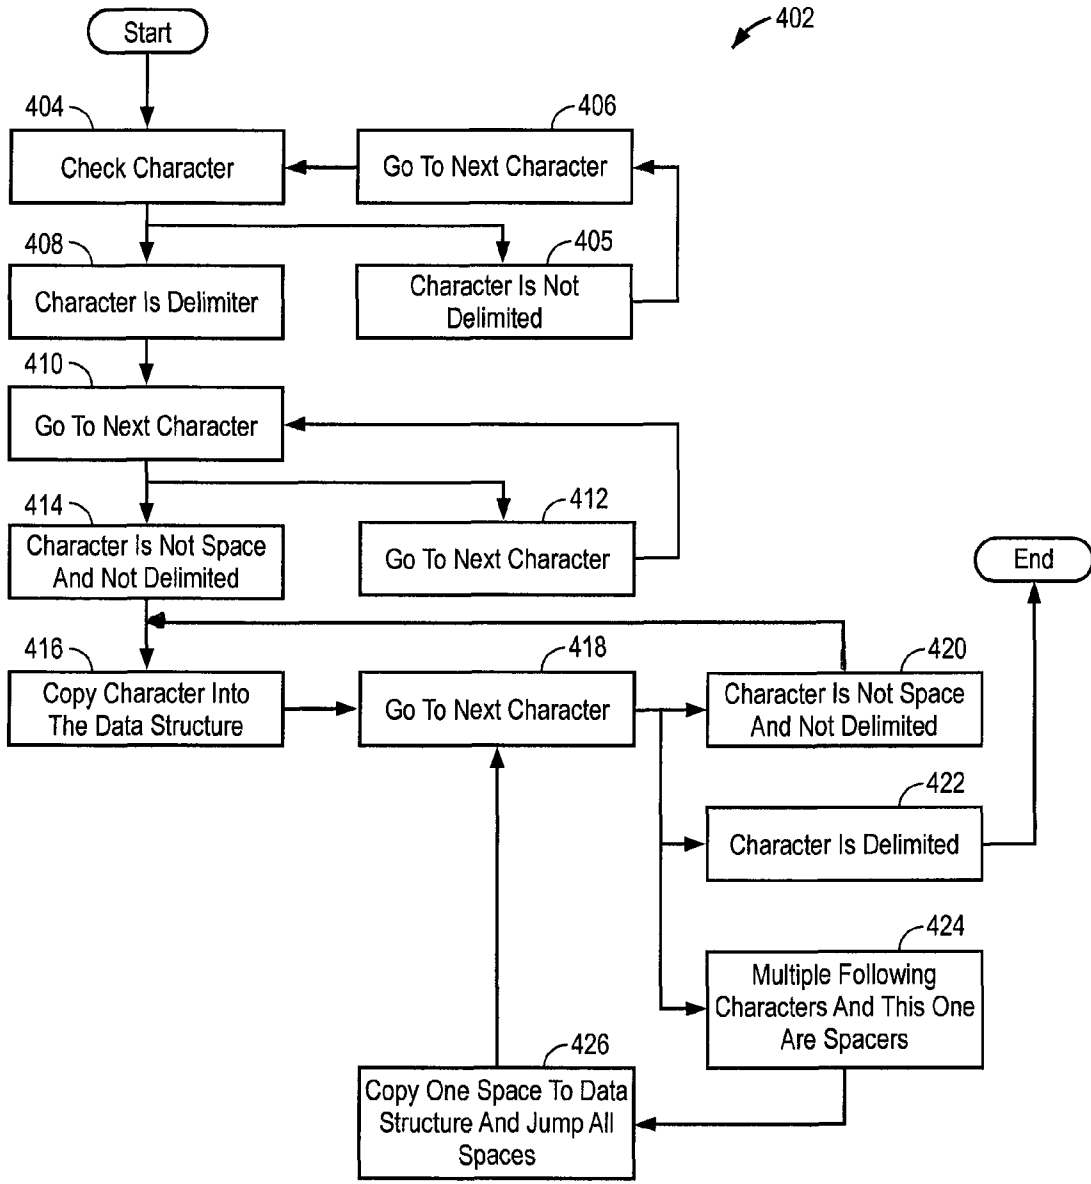 402
Start
404
Check Character
406
Go To Next Character
408
Character Is Delimiter
405
Character Is Not
Delimited
410
Go To Next Character
414
Character Is Not Space
And Not Delimited
412
Go To Next Character
End
416
Copy Character Into
The Data Structure
418
Go To Next Character
420
Character Is Not Space
And Not Delimited
422
Character Is Delimited
424
Multiple Following
Characters And This One
Are Spacers
426
Copy One Space To Data
Structure And Jump All
Spaces